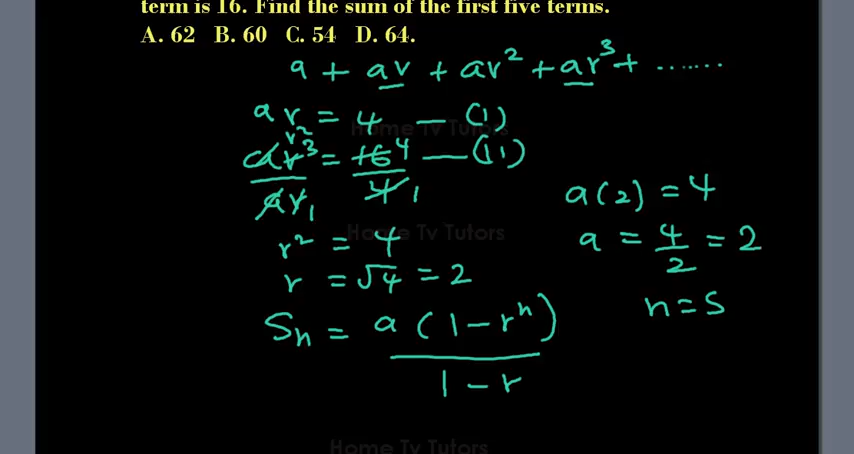 term is 16. Find the sum of the first five terms.
A. 62 B. 60 C. 54 D. 64.
a + ar + ar² + ar³ + .......
ar = 4 — (1)
ar³ r² = 16 4 — (11)
ar 1 4 1
a(2) = 4
r² = 4
a = 4/2 = 2
r = √4 = 2
n = 5
Sn = a(1-rⁿ)
1 - r
Home Tv Tutors
Home Tv Tutors
Home Tv Tutors